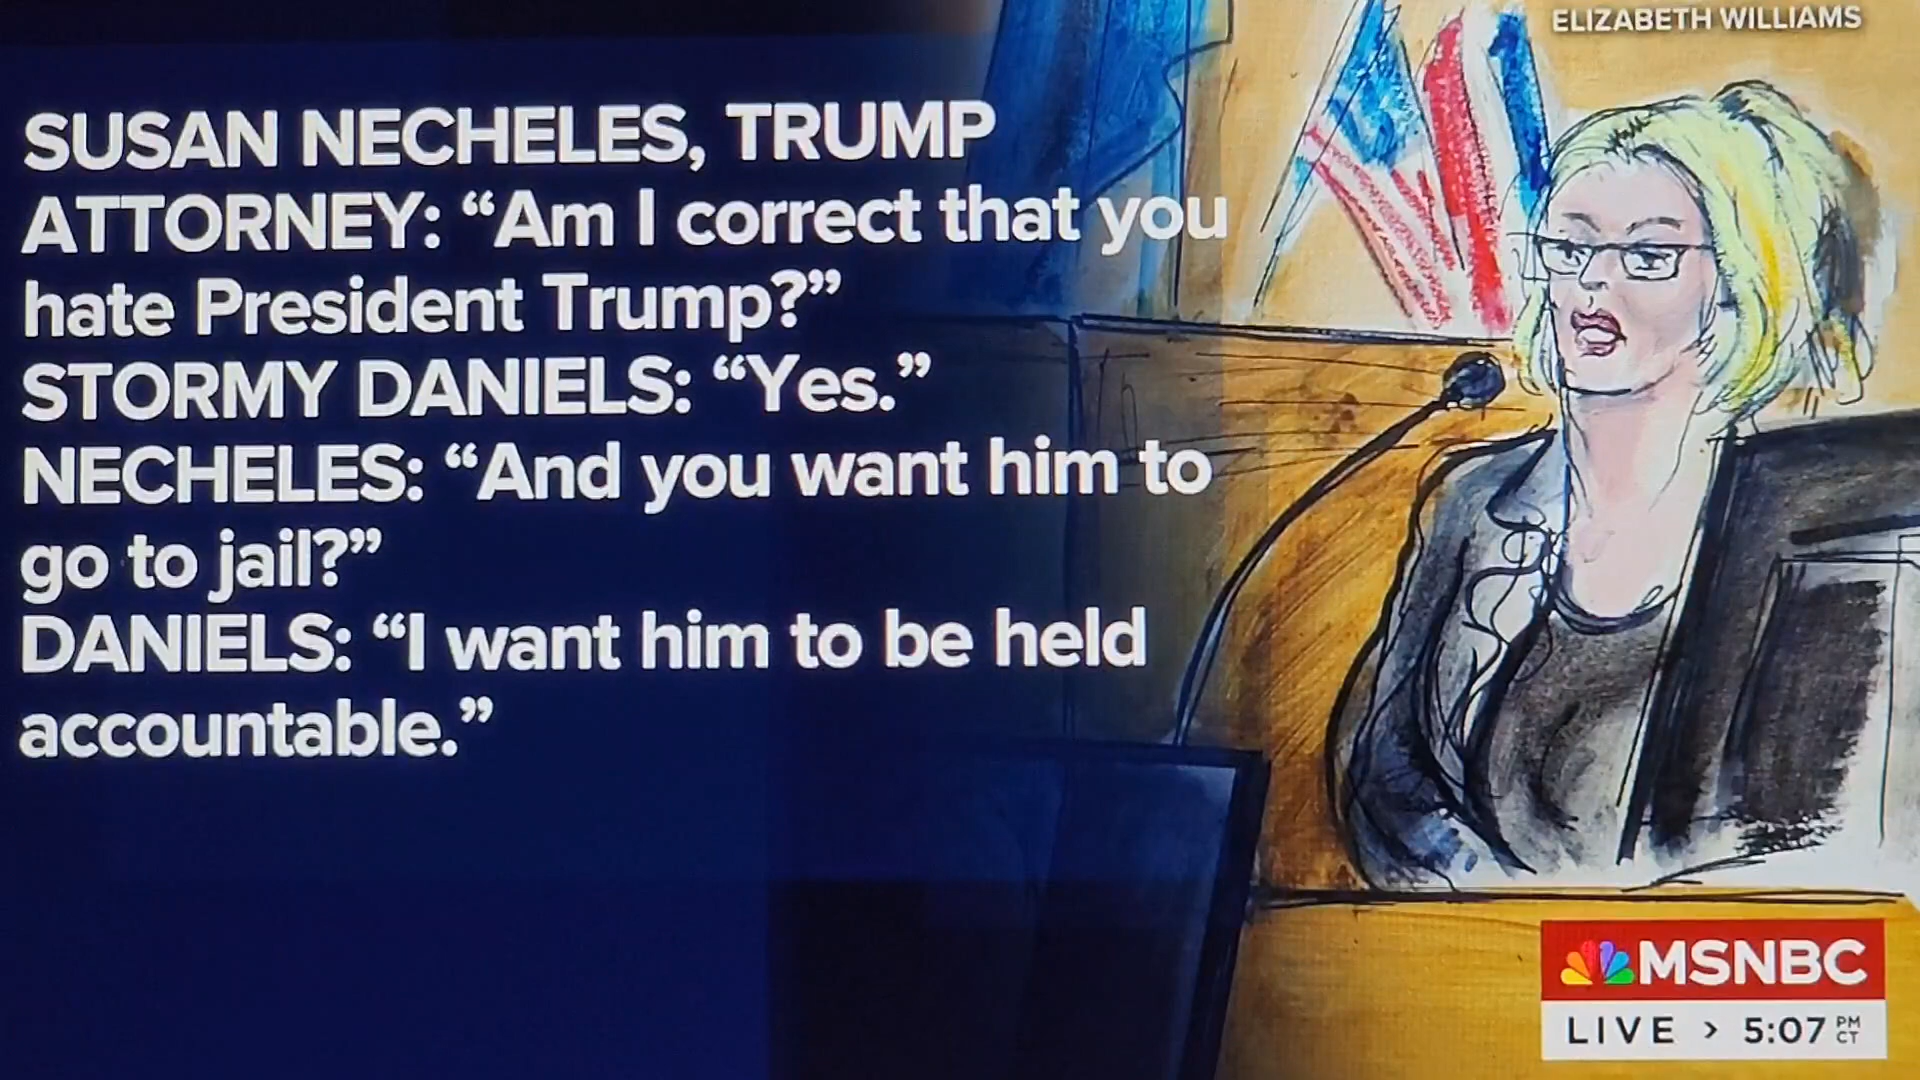 ELIZABETH WILLIAMS
SUSAN NECHELES, TRUMP
ATTORNEY: “Am I correct that you
hate President Trump?”
STORMY DANIELS: “Yes.”
NECHELES: “And you want him to
go to jail?”
DANIELS: “I want him to be held
accountable.”
MSNBC
LIVE > 5:07 PM CT